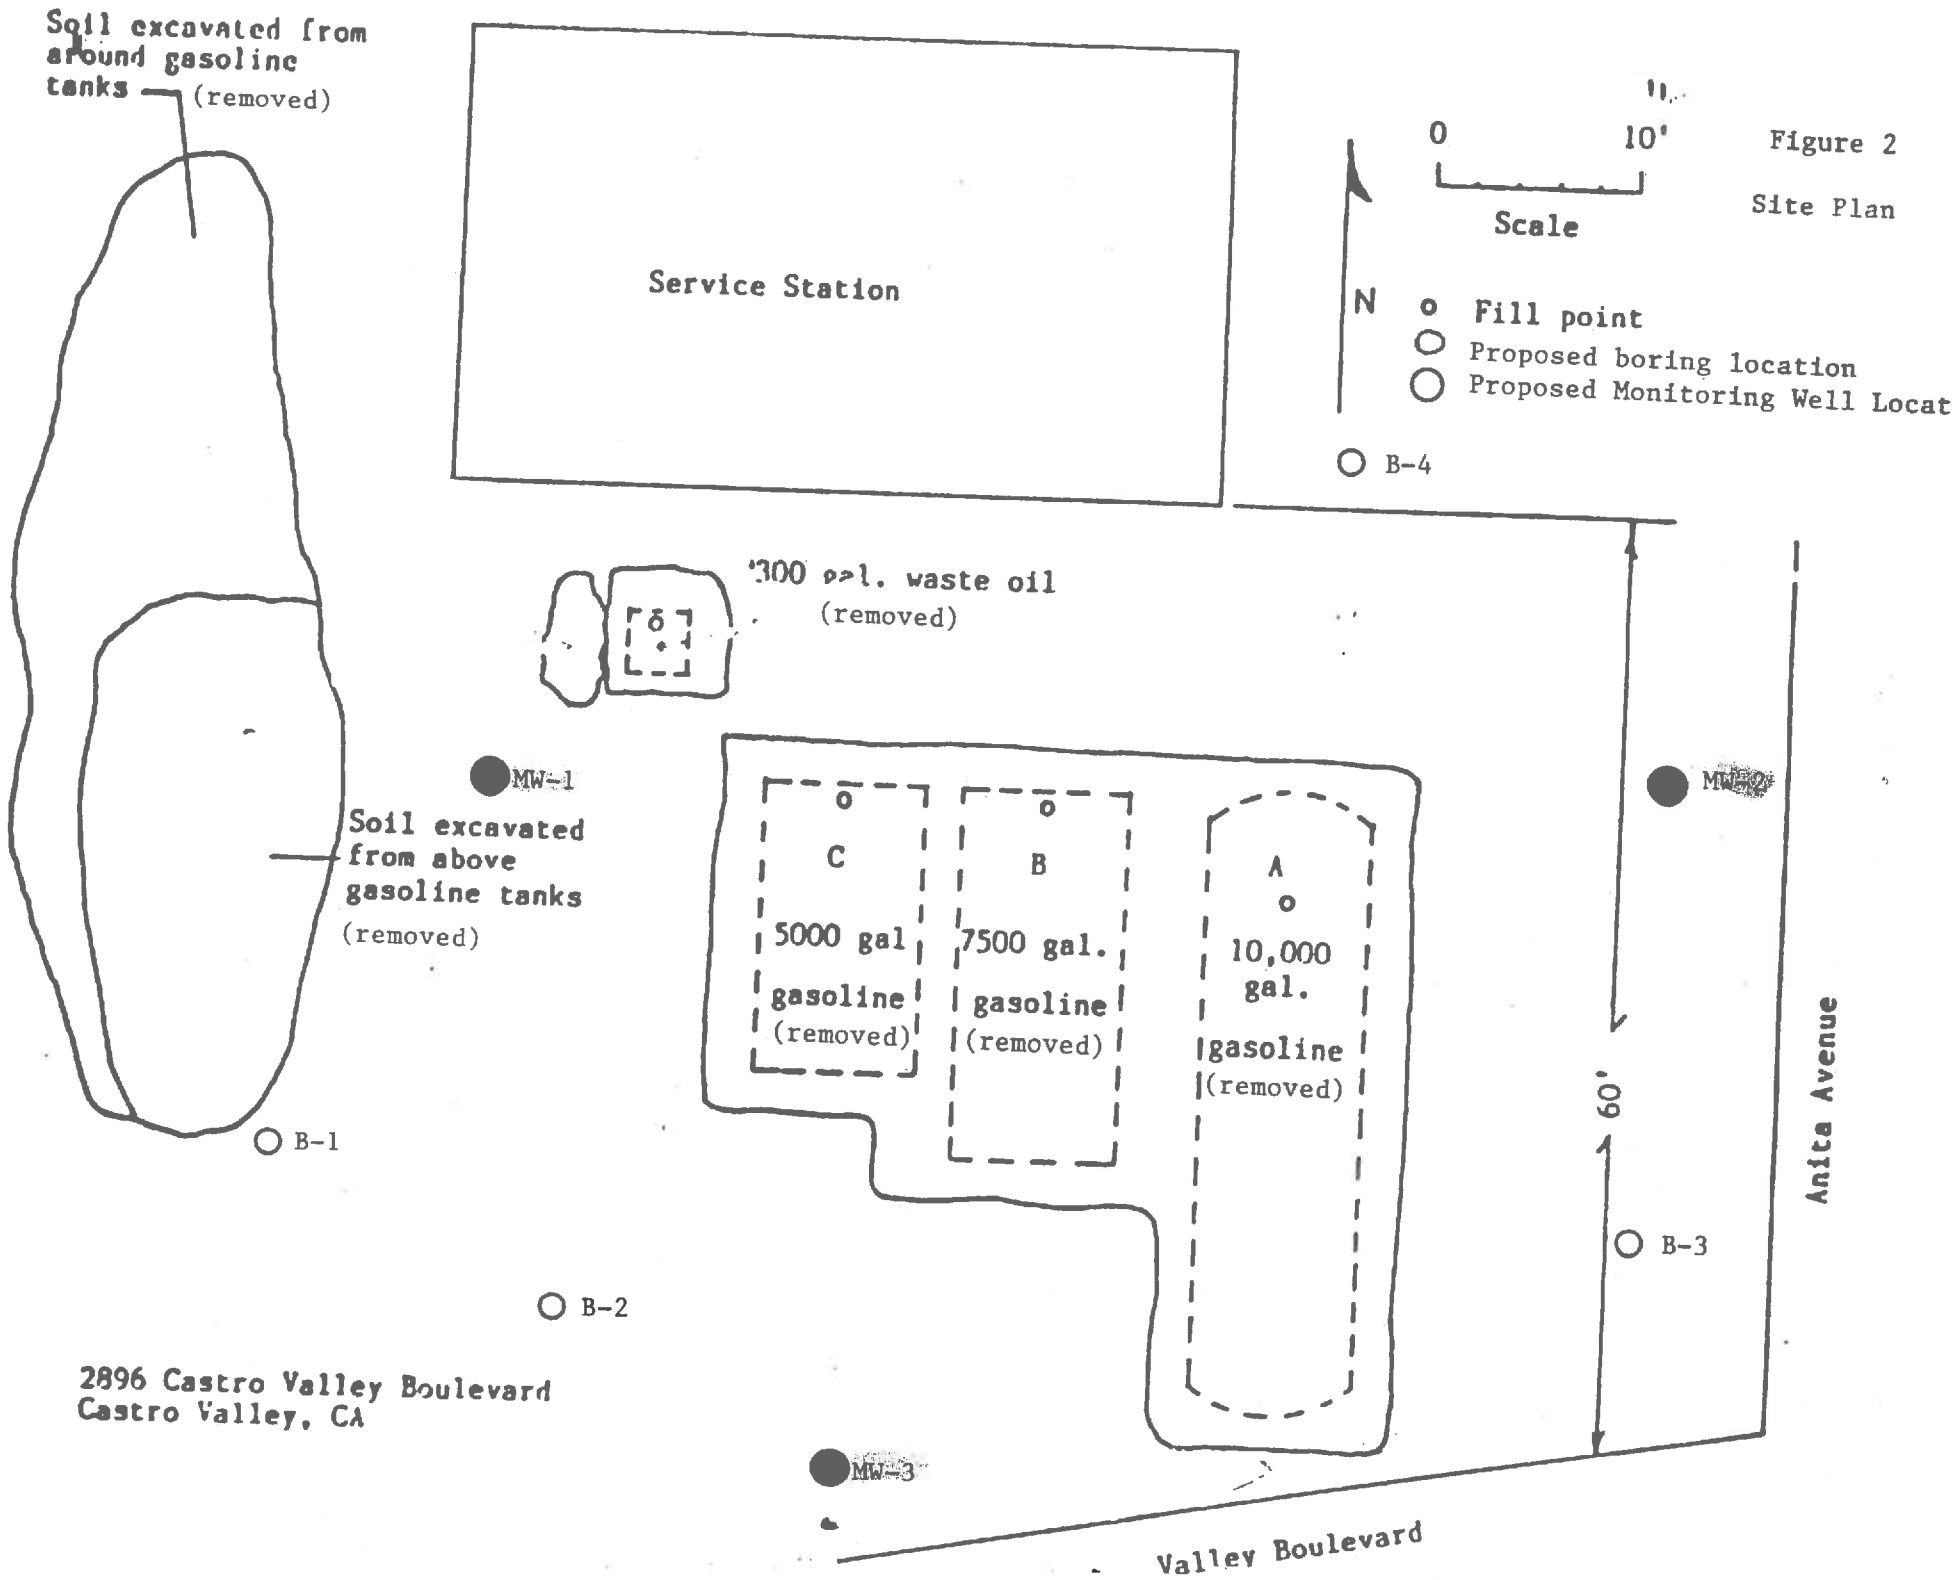 Soil excavated from
around gasoline
tanks
(removed)
Service Station
0 10'
Scale
Figure 2
Site Plan
N
Fill point
Proposed boring location
Proposed Monitoring Well Locat
B-4
300 gal. waste oil
(removed)
MW-1
MW-2
Soil excavated
from above
gasoline tanks
(removed)
C
5000 gal
gasoline
(removed)
B
7500 gal.
gasoline
(removed)
A
10,000
gal.
gasoline
(removed)
60'
Anita Avenue
B-1
B-2
B-3
2896 Castro Valley Boulevard
Castro Valley, CA
MW-3
Valley Boulevard